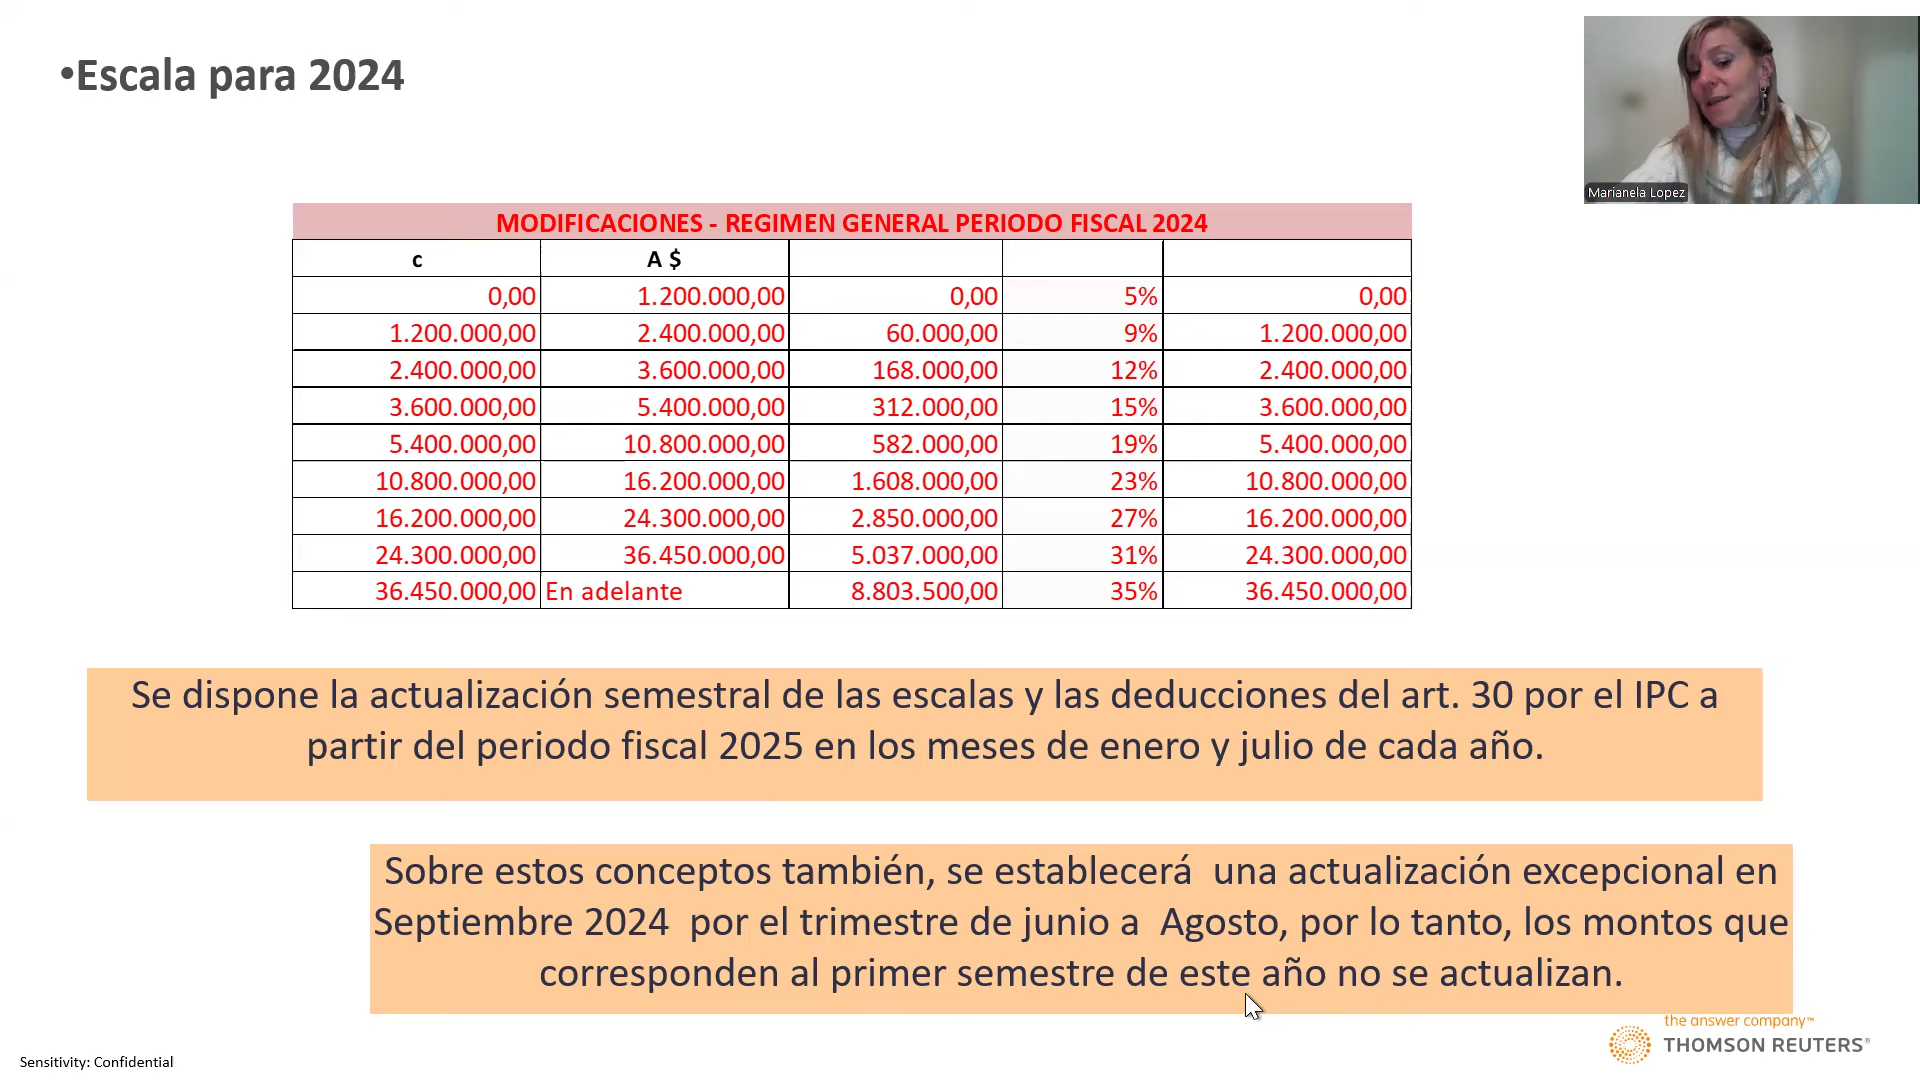 •Escala para 2024
Marianela Lopez
MODIFICACIONES - REGIMEN GENERAL PERIODO FISCAL 2024
c A $
0,00 1.200.000,00 0,00 5% 0,00
1.200.000,00 2.400.000,00 60.000,00 9% 1.200.000,00
2.400.000,00 3.600.000,00 168.000,00 12% 2.400.000,00
3.600.000,00 5.400.000,00 312.000,00 15% 3.600.000,00
5.400.000,00 10.800.000,00 582.000,00 19% 5.400.000,00
10.800.000,00 16.200.000,00 1.608.000,00 23% 10.800.000,00
16.200.000,00 24.300.000,00 2.850.000,00 27% 16.200.000,00
24.300.000,00 36.450.000,00 5.037.000,00 31% 24.300.000,00
36.450.000,00 En adelante 8.803.500,00 35% 36.450.000,00
Se dispone la actualización semestral de las escalas y las deducciones del art. 30 por el IPC a
partir del periodo fiscal 2025 en los meses de enero y julio de cada año.
Sobre estos conceptos también, se establecerá una actualización excepcional en
Septiembre 2024 por el trimestre de junio a Agosto, por lo tanto, los montos que
corresponden al primer semestre de este año no se actualizan.
the answer company™
THOMSON REUTERS®
Sensitivity: Confidential